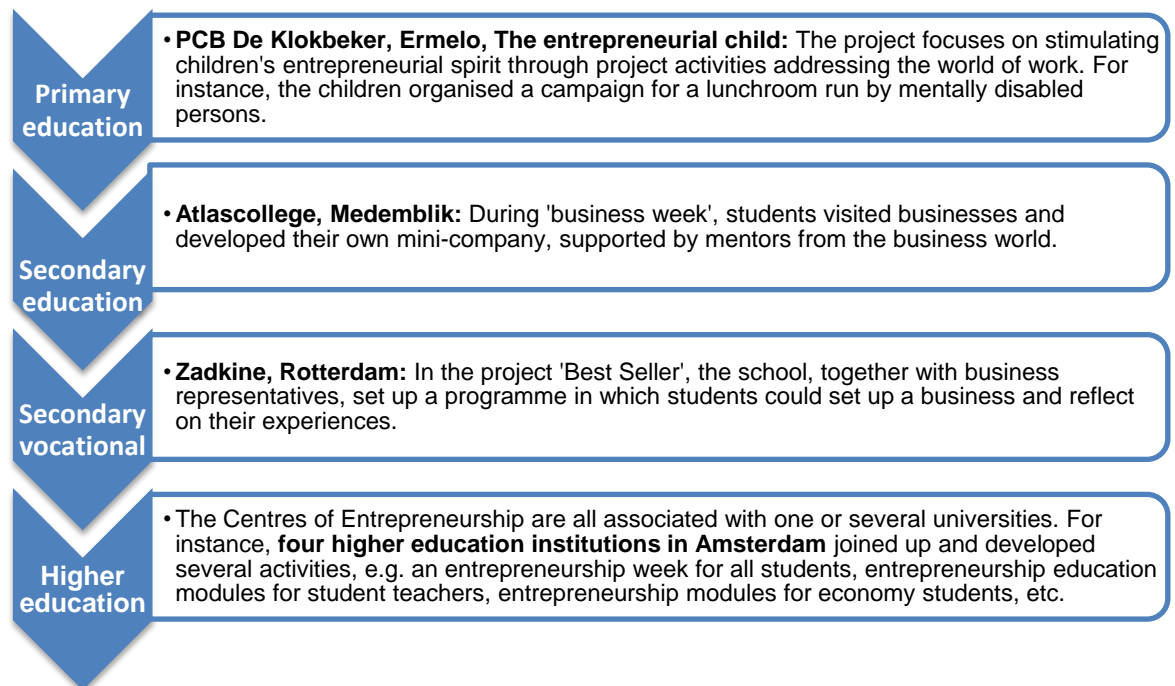 Primary
education
• PCB De Klokbeker, Ermelo, The entrepreneurial child: The project focuses on stimulating
children's entrepreneurial spirit through project activities addressing the world of work. For
instance, the children organised a campaign for a lunchroom run by mentally disabled
persons.
Secondary
education
• Atlascollege, Medemblik: During 'business week', students visited businesses and
developed their own mini-company, supported by mentors from the business world.
Secondary
vocational
• Zadkine, Rotterdam: In the project 'Best Seller', the school, together with business
representatives, set up a programme in which students could set up a business and reflect
on their experiences.
Higher
education
• The Centres of Entrepreneurship are all associated with one or several universities. For
instance, four higher education institutions in Amsterdam joined up and developed
several activities, e.g. an entrepreneurship week for all students, entrepreneurship education
modules for student teachers, entrepreneurship modules for economy students, etc.